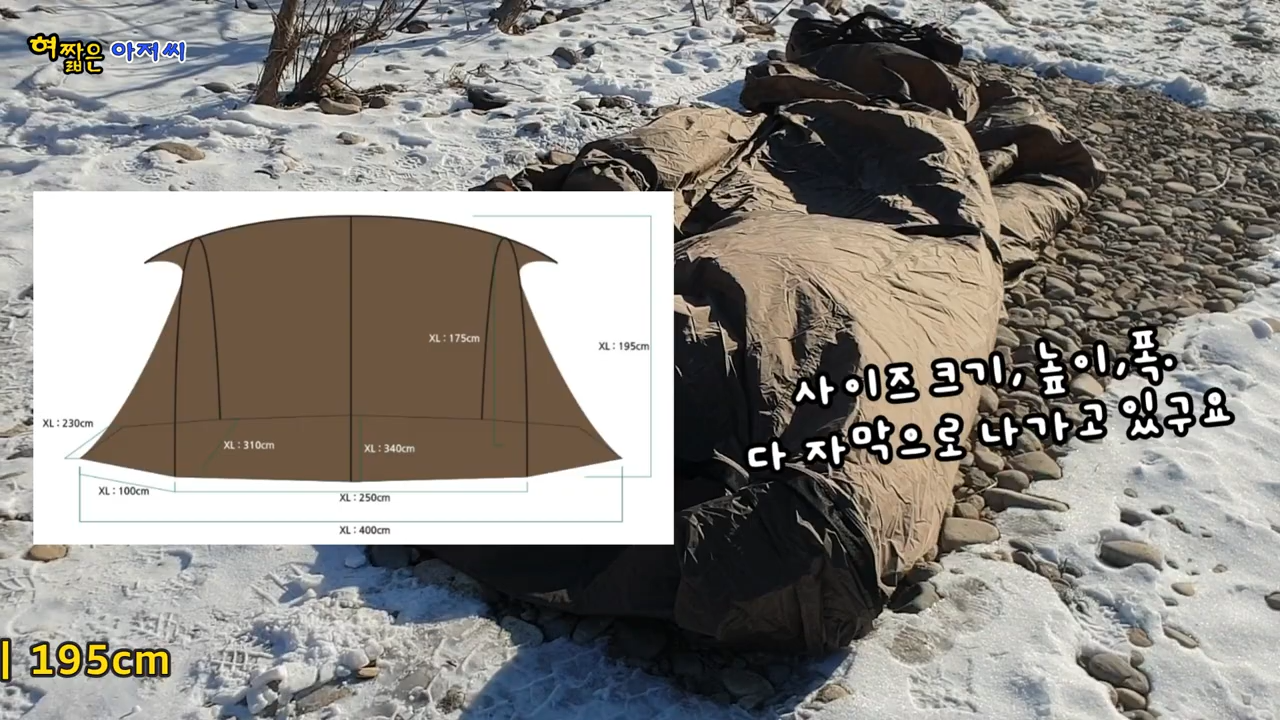 혀짧은 아저씨
XL : 175cm
XL : 195cm
XL : 230cm
XL : 310cm
XL : 340cm
XL : 100cm
XL : 250cm
XL : 400cm
사이즈 크기, 높이,폭.
다 자막으로 나가고 있구요
| 195cm